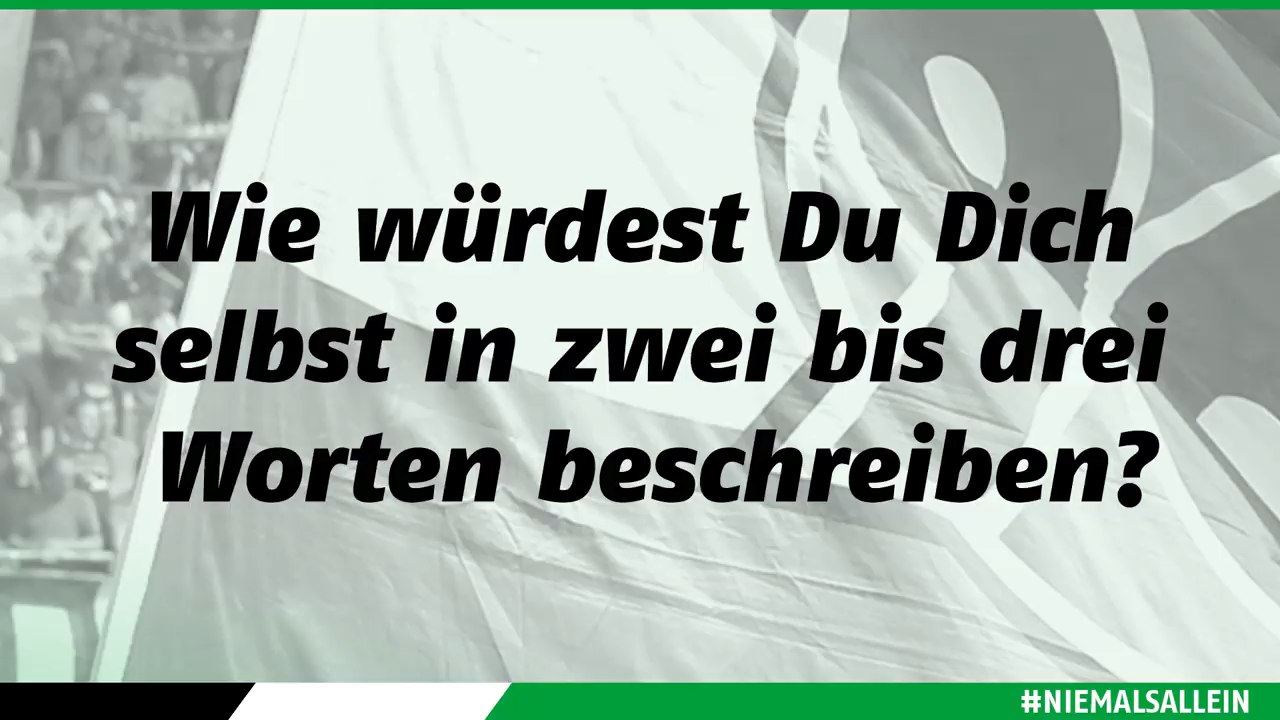 Wie würdest Du Dich
selbst in zwei bis drei
Worten beschreiben?
#NIEMALSALLEIN